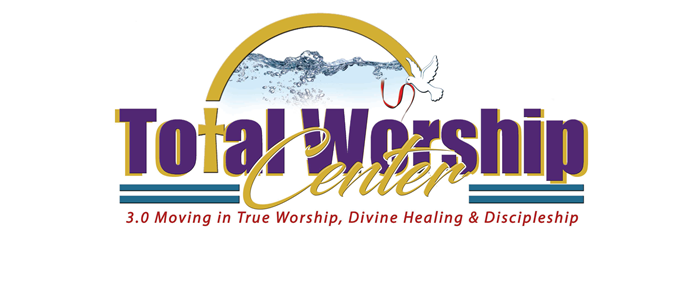 Total Worship
Center
3.0 Moving in True Worship, Divine Healing & Discipleship